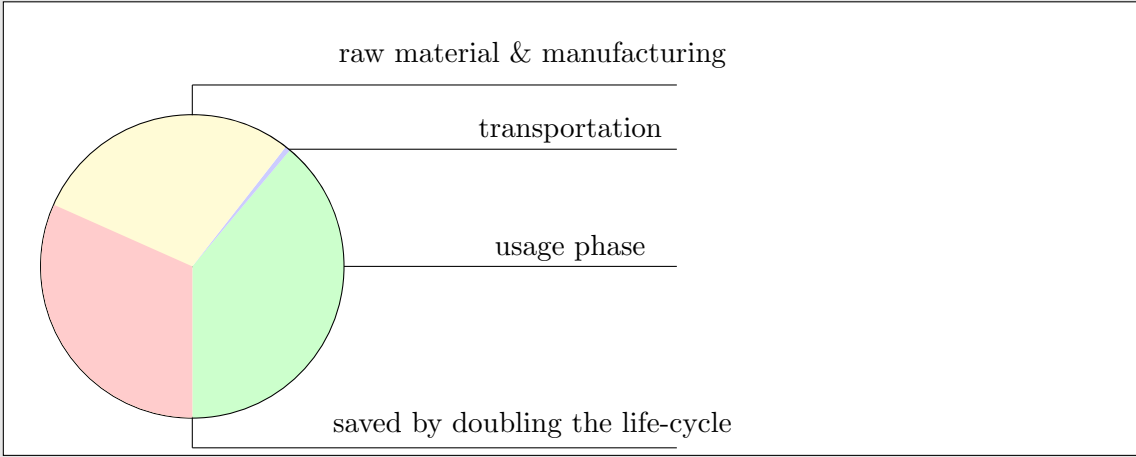 raw material & manufacturing
transportation
usage phase
saved by doubling the life-cycle